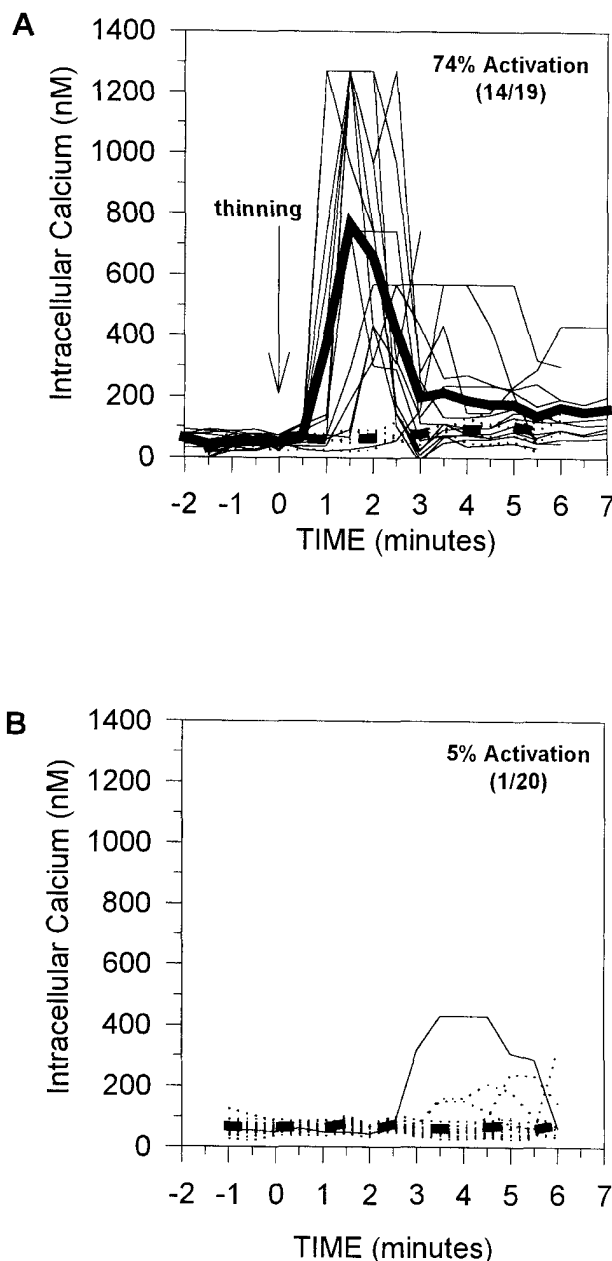 A
1400
1200
1000
800
600
400
200
0
Intracellular Calcium (nM)
74% Activation
(14/19)
thinning
-2 -1 0 1 2 3 4 5 6 7
TIME (minutes)
B
1400
1200
1000
800
600
400
200
0
Intracellular Calcium (nM)
5% Activation
(1/20)
-2 -1 0 1 2 3 4 5 6 7
TIME (minutes)